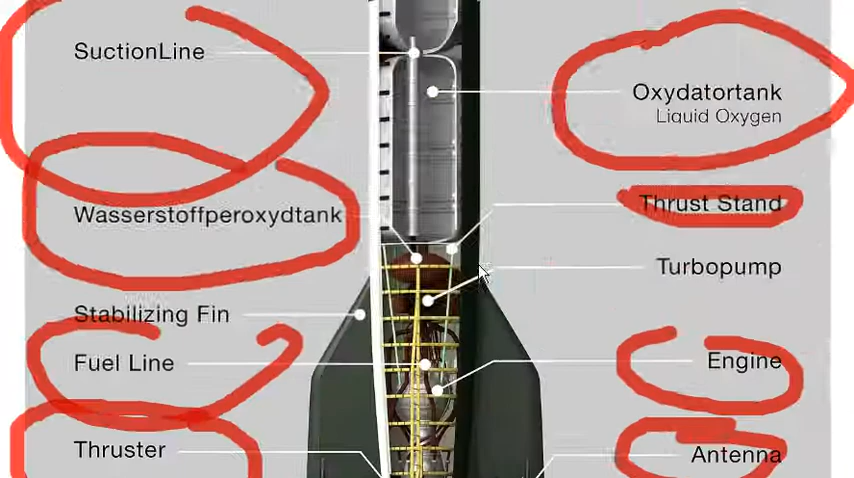 SuctionLine
Oxydatortank
Liquid Oxygen
Wasserstoffperoxydtank
Thrust Stand
Turbopump
Stabilizing Fin
Fuel Line
Engine
Thruster
Antenna